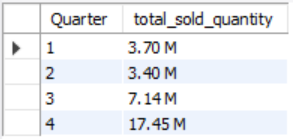 Quarter total_sold_quantity
1 3.70 M
2 3.40 M
3 7.14 M
4 17.45 M